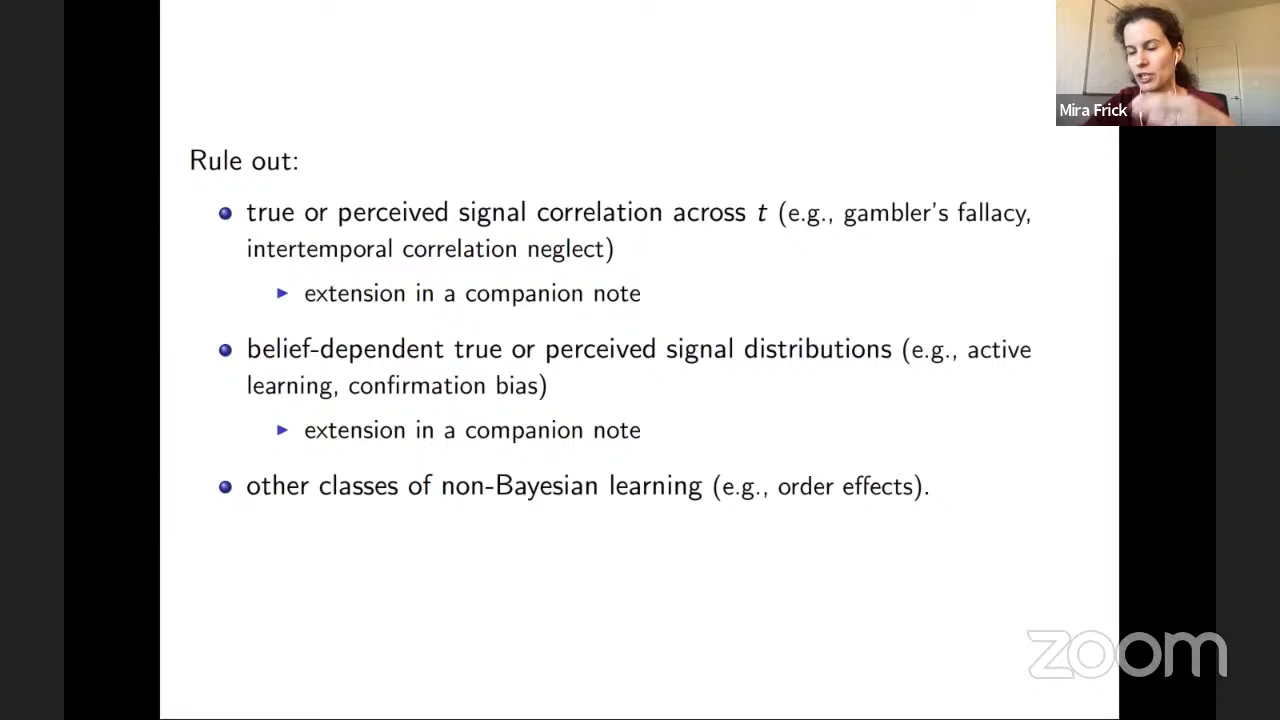 Mira Frick
Rule out:
true or perceived signal correlation across t (e.g., gambler's fallacy,
intertemporal correlation neglect)
extension in a companion note
belief-dependent true or perceived signal distributions (e.g., active
learning, confirmation bias)
extension in a companion note
other classes of non-Bayesian learning (e.g., order effects).
zoom